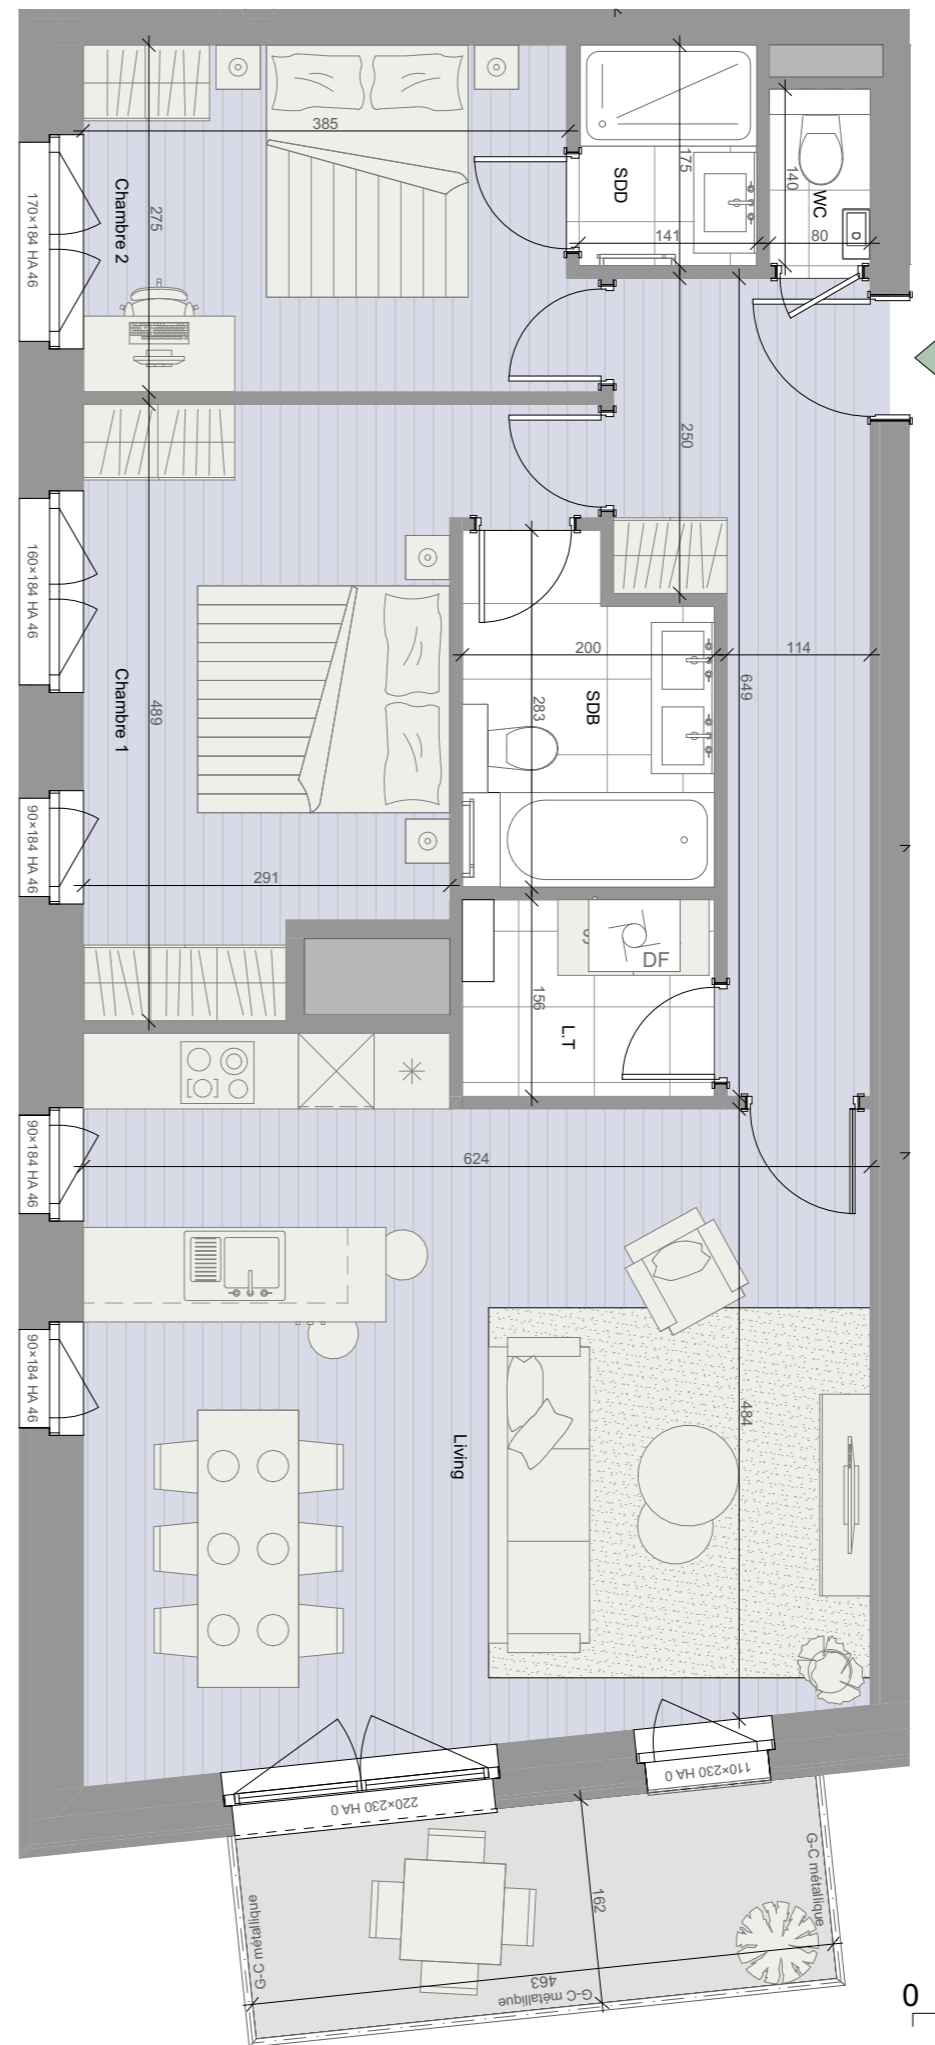 385
175
SDD
140
WC
141
80
Chambre 2
275
170×184 HA 46
250
160×184 HA 46
Chambre 1
489
200
114
649
283
SDB
291
90×184 HA 46
DF
156
L.T
90×184 HA 46
624
90×184 HA 46
484
Living
220×230 HA 0
110×230 HA 0
162
G-C métallique
G-C métallique
463
G-C métallique
0